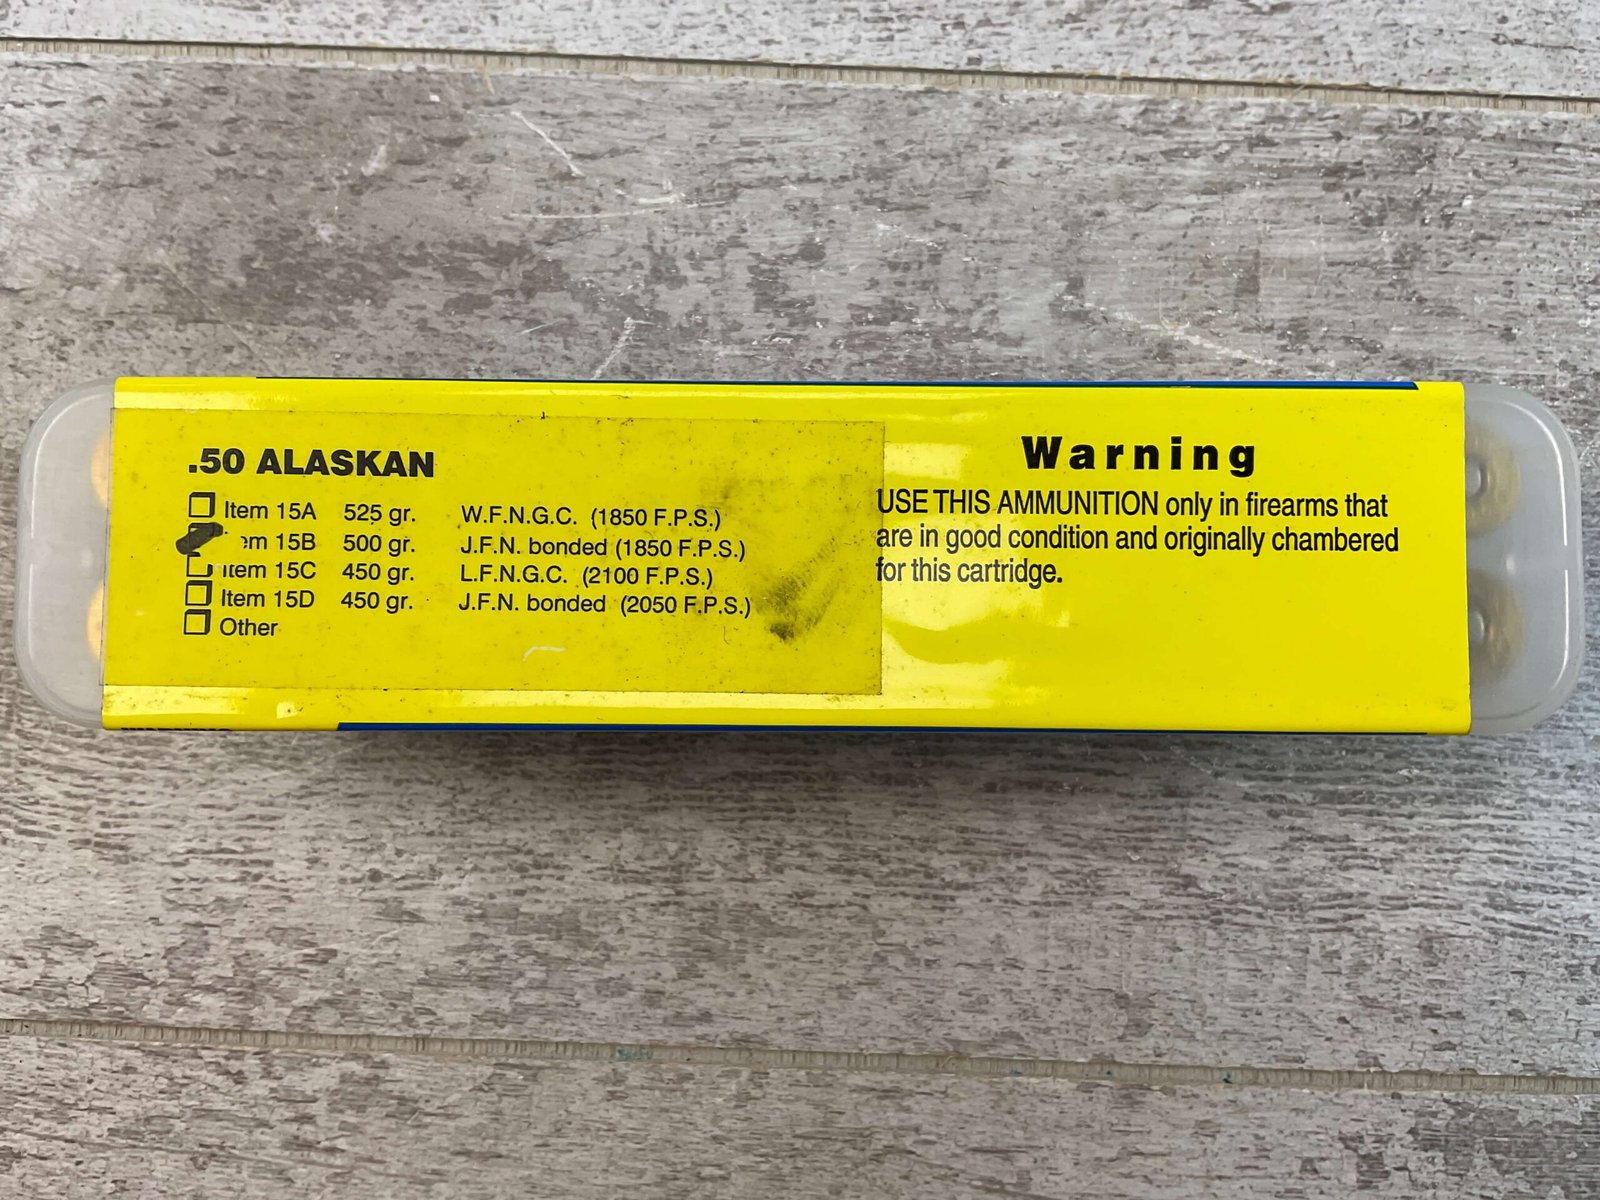 .50 ALASKAN
Item 15A 525 gr. W.F.N.G.C. (1850 F.P.S.)
em 15B 500 gr. J.F.N. bonded (1850 F.P.S.)
Item 15C 450 gr. L.F.N.G.C. (2100 F.P.S.)
Item 15D 450 gr. J.F.N. bonded (2050 F.P.S.)
Other
Warning
USE THIS AMMUNITION only in firearms that
are in good condition and originally chambered
for this cartridge.